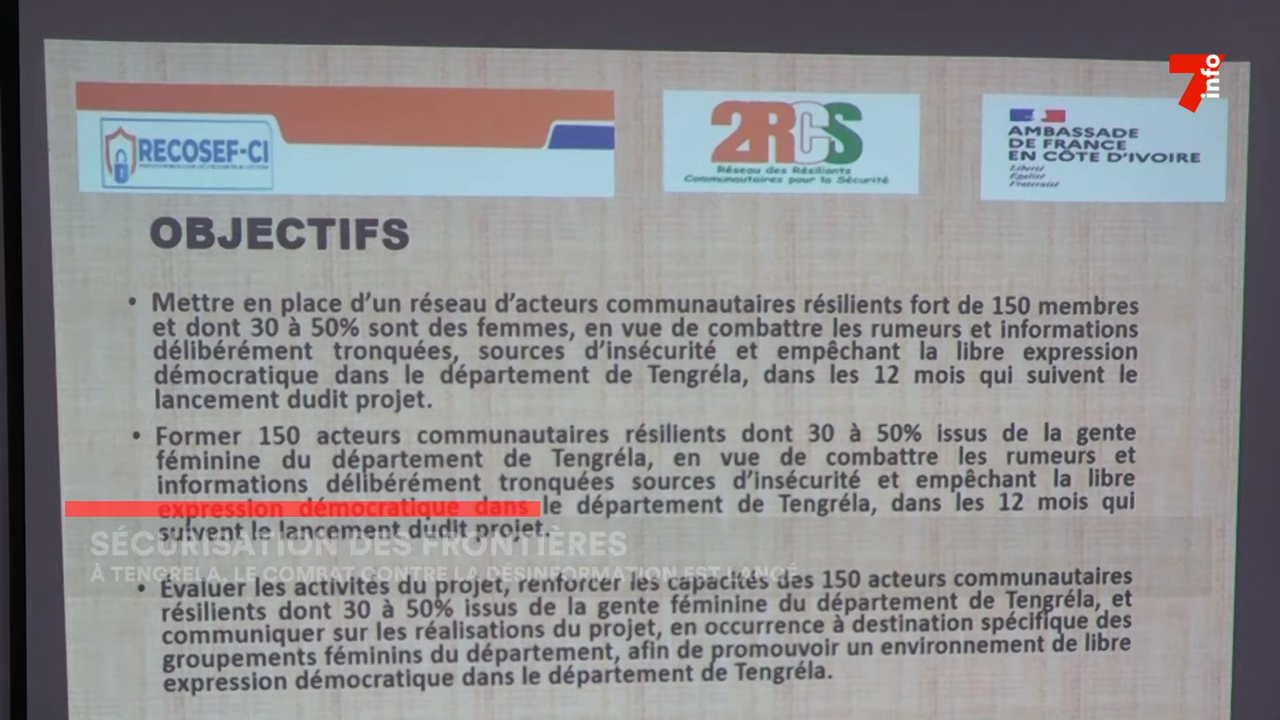 7 info
RECOSEF-CI
2RCS
Réseau des Résiliants
Communautaires pour la Sécurité
AMBASSADE
DE FRANCE
EN CÔTE D'IVOIRE
Liberté
Égalité
Fraternité
OBJECTIFS
• Mettre en place d'un réseau d'acteurs communautaires résilients fort de 150 membres
et dont 30 à 50% sont des femmes, en vue de combattre les rumeurs et informations
délibérément tronquées, sources d'insécurité et empêchant la libre expression
démocratique dans le département de Tengréla, dans les 12 mois qui suivent le
lancement dudit projet.
• Former 150 acteurs communautaires résilients dont 30 à 50% issus de la gente
féminine du département de Tengréla, en vue de combattre les rumeurs et
informations délibérément tronquées sources d'insécurité et empêchant la libre
expression démocratique dans le département de Tengréla, dans les 12 mois qui
suivent le lancement dudit projet.
SÉCURISATION DES FRONTIÈRES
À TENGRELA, LE COMBAT CONTRE LA DÉSINFORMATION EST LANCÉ
• Évaluer les activités du projet, renforcer les capacités des 150 acteurs communautaires
résilients dont 30 à 50% issus de la gente féminine du département de Tengréla, et
communiquer sur les réalisations du projet, en occurrence à destination spécifique des
groupements féminins du département, afin de promouvoir un environnement de libre
expression démocratique dans le département de Tengréla.